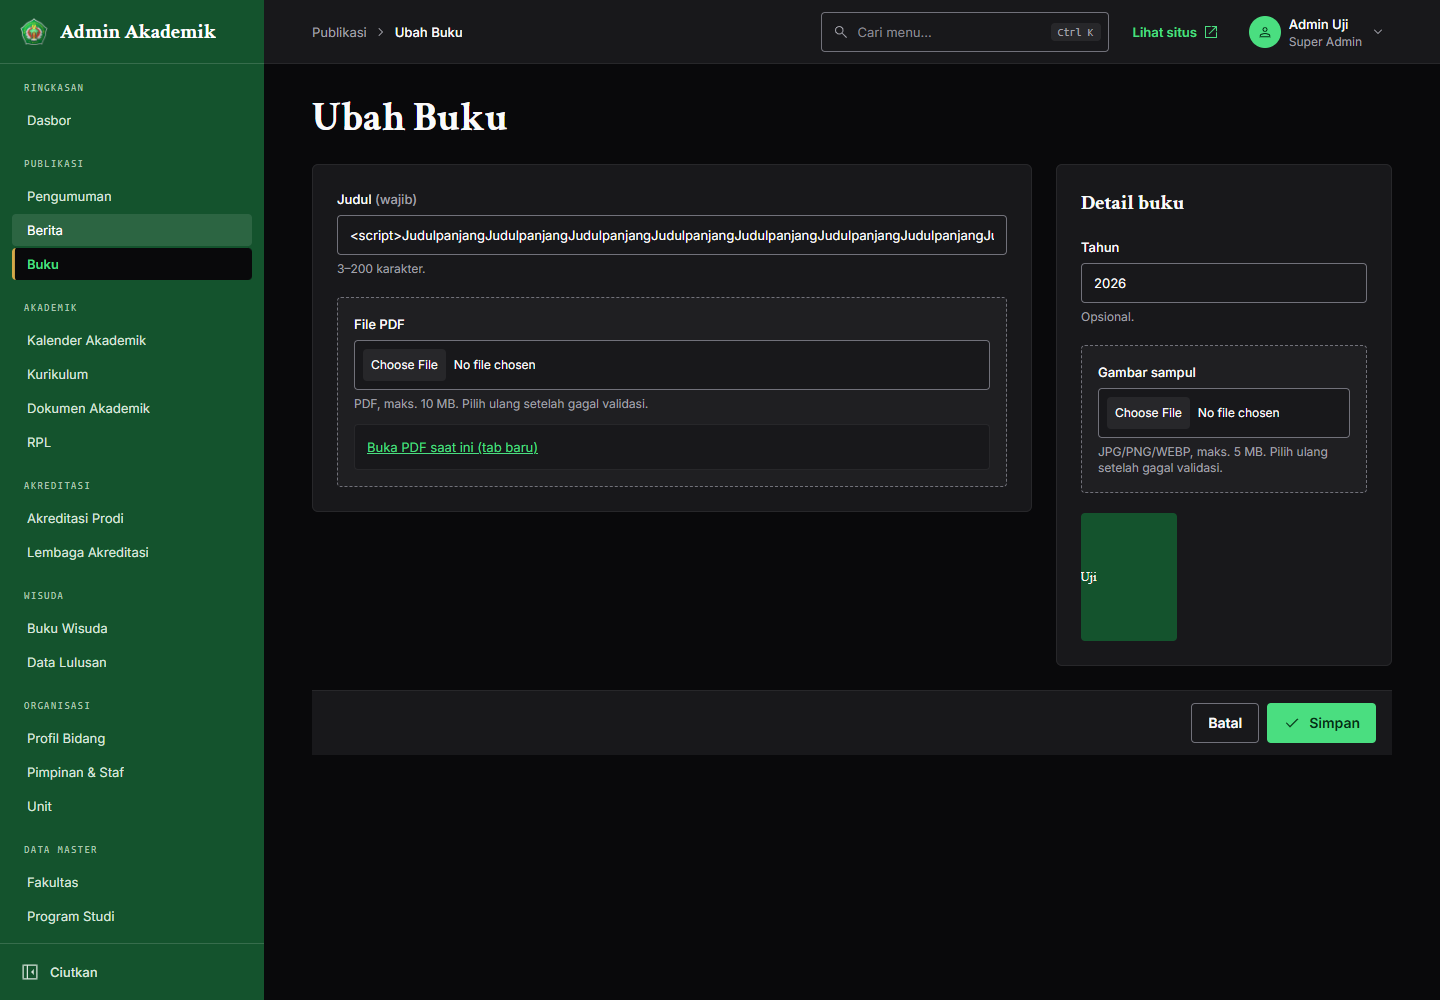 Admin Akademik
RINGKASAN
Dasbor
PUBLIKASI
Pengumuman
Berita
Buku
AKADEMIK
Kalender Akademik
Kurikulum
Dokumen Akademik
RPL
AKREDITASI
Akreditasi Prodi
Lembaga Akreditasi
WISUDA
Buku Wisuda
Data Lulusan
ORGANISASI
Profil Bidang
Pimpinan & Staf
Unit
DATA MASTER
Fakultas
Program Studi
Ciutkan
Publikasi > Ubah Buku
Cari menu... Ctrl K
Lihat situs
Admin Uji
Super Admin
Ubah Buku
Judul (wajib)
<script>JudulpanjangJudulpanjangJudulpanjangJudulpanjangJudulpanjangJudulpanjangJudulpanjangJu
3–200 karakter.
File PDF
Choose File No file chosen
PDF, maks. 10 MB. Pilih ulang setelah gagal validasi.
Buka PDF saat ini (tab baru)
Detail buku
Tahun
2026
Opsional.
Gambar sampul
Choose File No file chosen
JPG/PNG/WEBP, maks. 5 MB. Pilih ulang
setelah gagal validasi.
Uji
Batal
Simpan